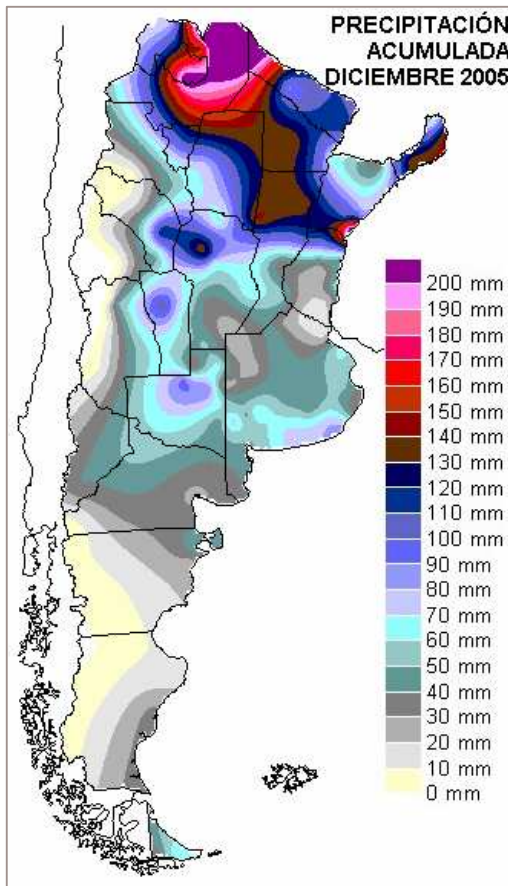 PRECIPITACIÓN
ACUMULADA
DICIEMBRE 2005
200 mm
190 mm
180 mm
170 mm
160 mm
150 mm
140 mm
130 mm
120 mm
110 mm
100 mm
90 mm
80 mm
70 mm
60 mm
50 mm
40 mm
30 mm
20 mm
10 mm
0 mm